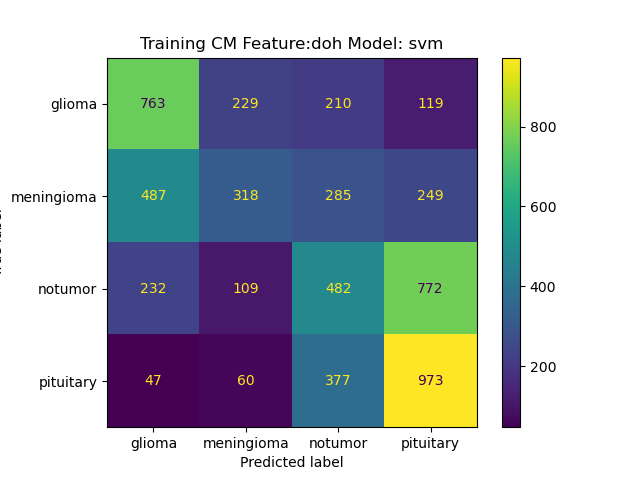 Training CM Feature:doh Model: svm
glioma 763 229 210 119
meningioma 487 318 285 249
notumor 232 109 482 772
pituitary 47 60 377 973
glioma meningioma notumor pituitary
Predicted label
800
600
400
200